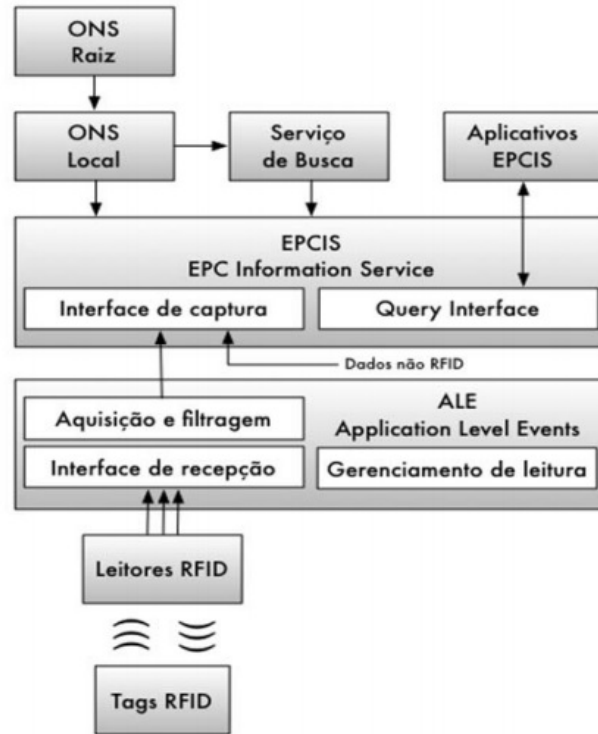 ONS
Raiz
ONS
Local
Serviço
de Busca
Aplicativos
EPCIS
EPCIS
EPC Information Service
Interface de captura
Query Interface
Dados não RFID
ALE
Application Level Events
Aquisição e filtragem
Interface de recepção
Gerenciamento de leitura
Leitores RFID
Tags RFID